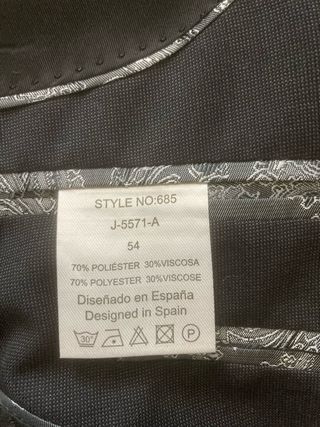 STYLE NO:685
J-5571-A
54
70% POLIÉSTER 30%VISCOSA
70% POLYESTER 30%VISCOSE
Diseñado en España
Designed in Spain
30° P